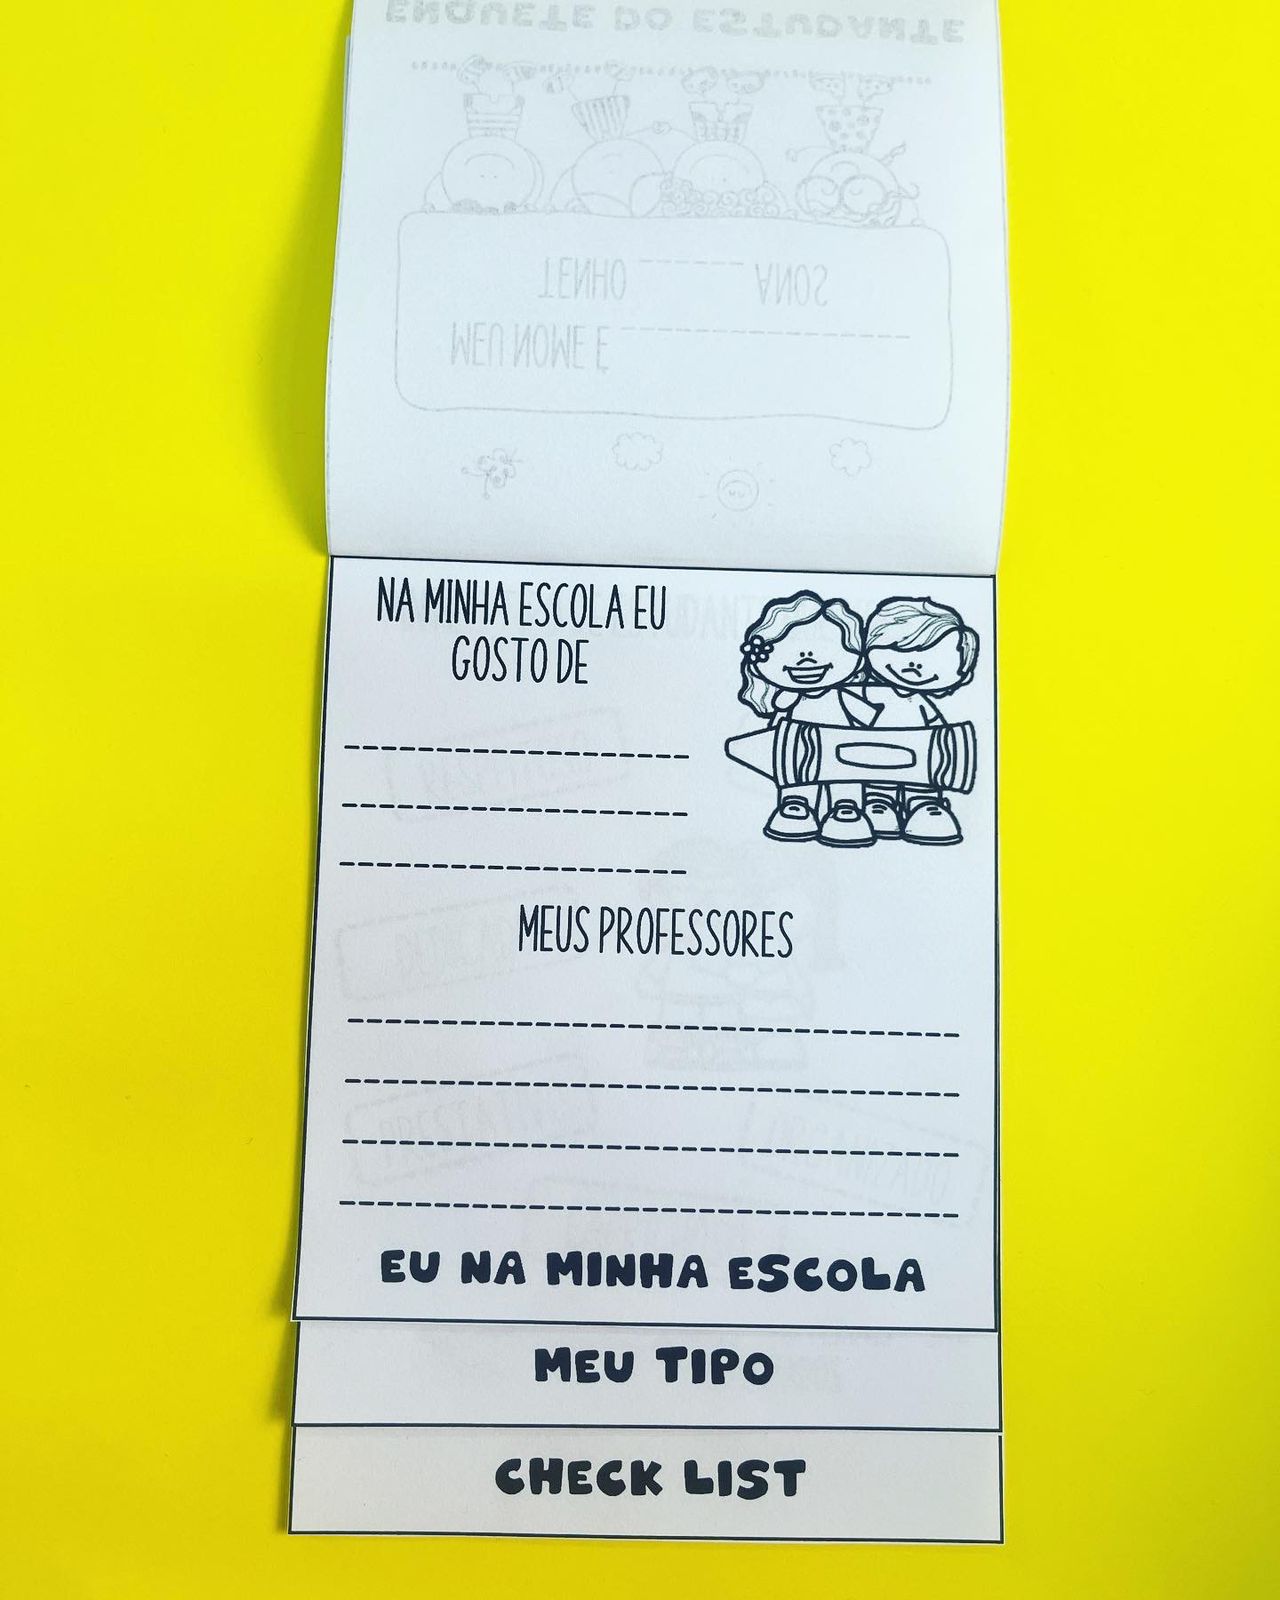 ENQUETE DO ESTUDANTE
TENHO ANOS
MEU NOME É
NA MINHA ESCOLA EU
GOSTO DE
MEUS PROFESSORES
EU NA MINHA ESCOLA
MEU TIPO
CHECK LIST